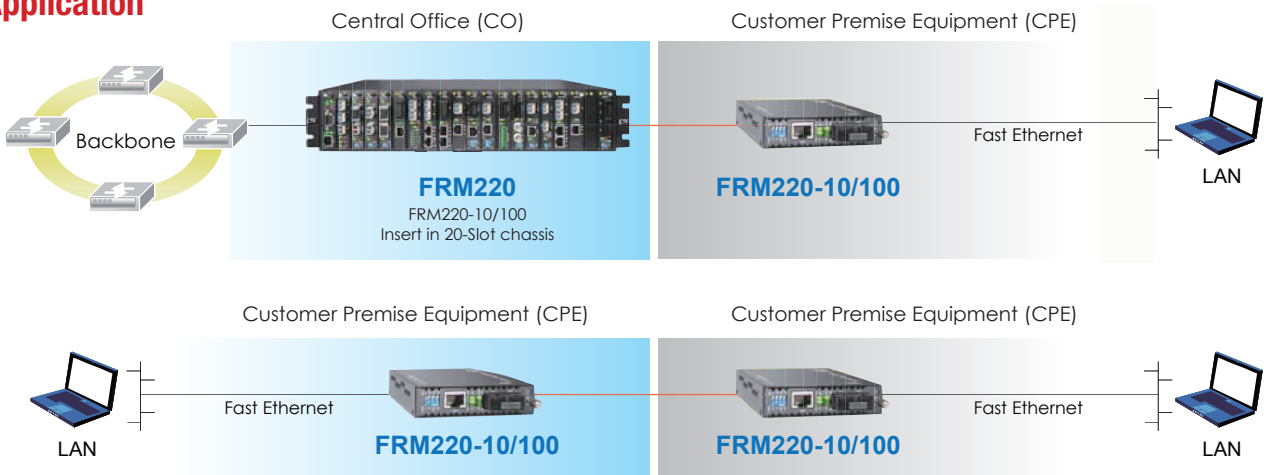 Application
Central Office (CO)
Customer Premise Equipment (CPE)
Backbone
Fast Ethernet
LAN
FRM220
FRM220-10/100
Insert in 20-Slot chassis
FRM220-10/100
Customer Premise Equipment (CPE)
Customer Premise Equipment (CPE)
LAN
Fast Ethernet
FRM220-10/100
FRM220-10/100
Fast Ethernet
LAN